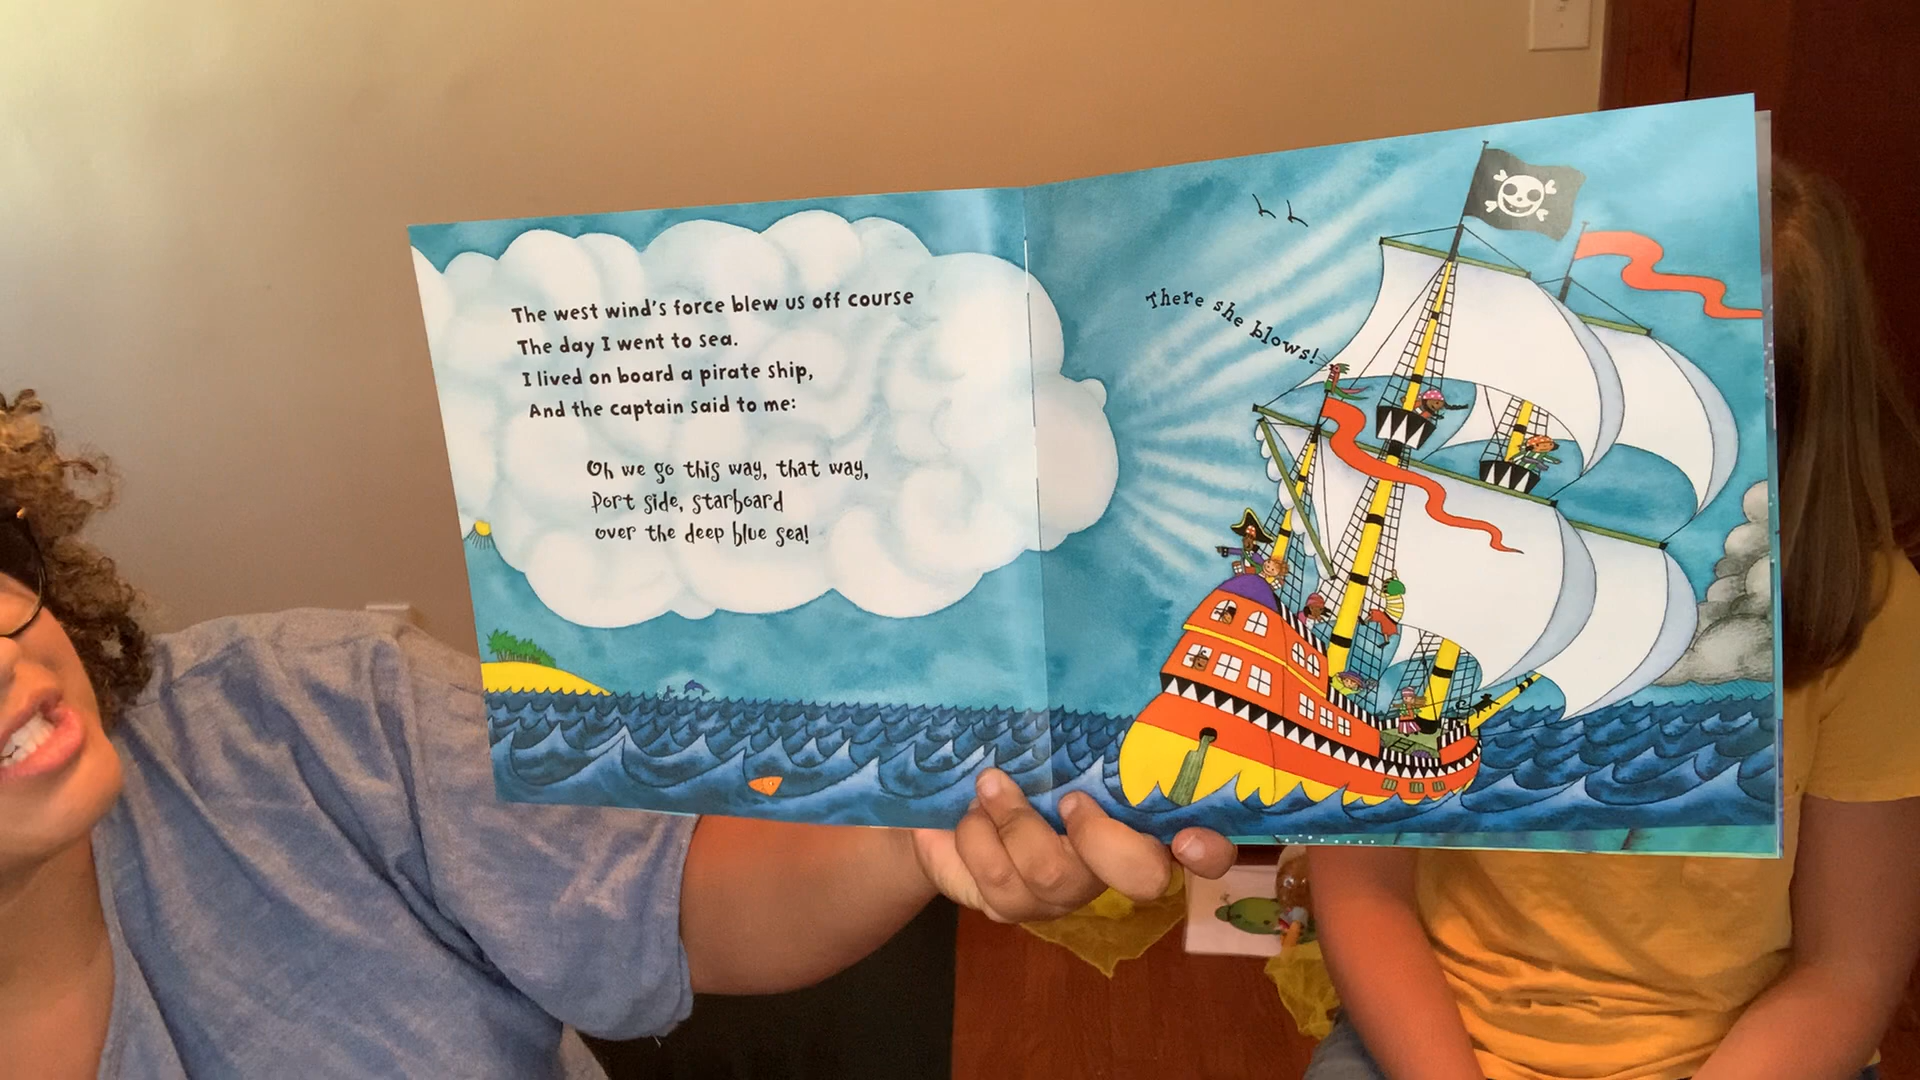 The west wind's force blew us off course
The day I went to sea.
I lived on board a pirate ship,
And the captain said to me:
Oh we go this way, that way,
Port side, starboard
over the deep blue sea!
There she blows!